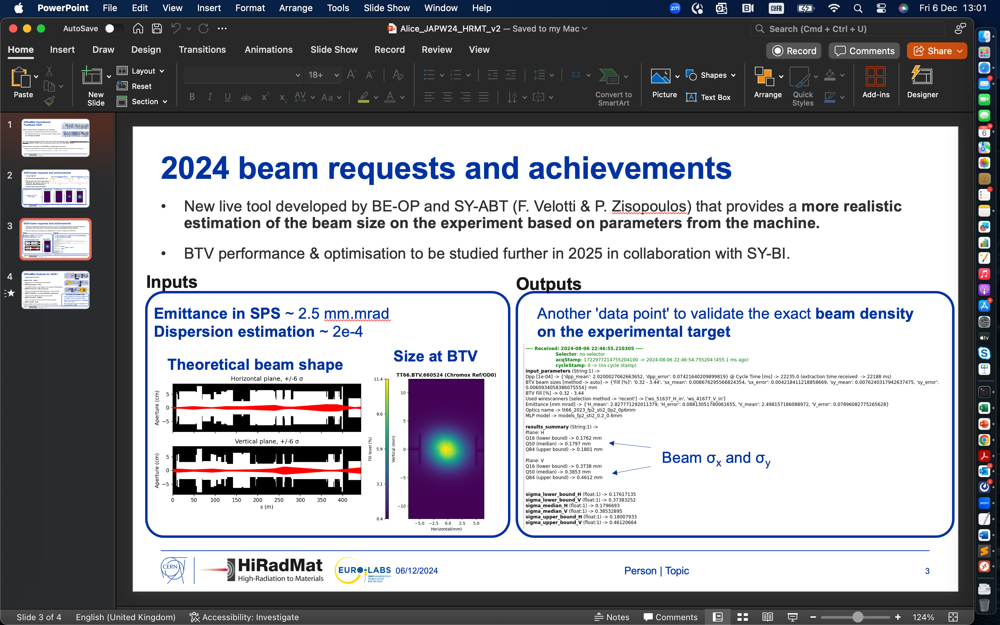 PowerPoint File Edit View Insert Format Arrange Tools Slide Show Window Help
zm CHFR Fri 6 Dec 13:01
AutoSave
Alice_JAPW24_HRMT_v2 — Saved to my Mac
Search (Cmd + Ctrl + U)
Home Insert Draw Design Transitions Animations Slide Show Record Review View
Record Comments Share
Paste
New Slide
Layout
Reset
Section
18+
Convert to SmartArt
Picture
Shapes
Text Box
Arrange
Quick Styles
Add-ins
Designer
1
HiRadMat Operational
Feedback 2024
2
2024 beam requests and achievements
3
2024 beam requests and achievements
4
HiRadMat Outlook for 2025+
2024 beam requests and achievements
• New live tool developed by BE-OP and SY-ABT (F. Velotti & P. Zisopoulos) that provides a more realistic
estimation of the beam size on the experiment based on parameters from the machine.
• BTV performance & optimisation to be studied further in 2025 in collaboration with SY-BI.
Inputs
Emittance in SPS ~ 2.5 mm.mrad
Dispersion estimation ~ 2e-4
Theoretical beam shape
Size at BTV
Horizontal plane, +/-6 σ
Aperture (cm)
5
0
−5
Vertical plane, +/-6 σ
Aperture (cm)
5
0
−5
0 50 100 150 200 250 300 350 400
s (m)
11.4
8.6
5.9
3.1
0.4
Fill level (%)
TT66.BTV.660524 (Chromox Ref/OD0)
Vertical (mm)
10
5
0
−5
−10
−5.0 −2.5 0.0 2.5 5.0
Horizontal(mm)
Outputs
Another 'data point' to validate the exact beam density
on the experimental target
---- Received: 2024-08-06 22:46:55.210305 ----
Selector: no-selector
acqStamp: 1722977214755204100 -> 2024-08-06 22:46:54.755204 (455.1 ms ago)
cycleStamp: 0 -> (no cycle stamp)
input_parameters (String:1) ->
Dpp [1e-04] -> {'dpp_mean': 2.0200027062663652, 'dpp_error': 0.07421640209899819} @ Cycle Time [ms] -> 22235.0 (extraction time received -> 22188 ms)
BTV beam sizes [method -> auto] -> {'Fill [%]': '0.32 - 3.44', 'sx_mean': 0.008676295566824354, 'sx_error': 0.004218411218858669, 'sy_mean': 0.0076240317942637475, 'sy_error':
0.0060934058386075554} mm
BTV Fill [%] -> 0.32 - 3.44
Used wirescanners [selection method -> 'recent'] -> ['ws_51637_H_in', 'ws_41677_V_in']
Emittance [mm mrad] -> {'H_mean': 2.827771292011379, 'H_error': 0.08813051780061655, 'V_mean': 2.498157186088972, 'V_error': 0.07896082775265628}
Optics name -> tt66_2023_fp2_sti2_0p2_0p6mm
MLP model -> models_fp2_sti2_0.2_0.6mm
results_summary (String:1) ->
Plane: H
Q16 (lower bound) -> 0.1762 mm
Q50 (median) -> 0.1797 mm
Q84 (upper bound) -> 0.1801 mm
Plane: V
Q16 (lower bound) -> 0.3738 mm
Q50 (median) -> 0.3853 mm
Q84 (upper bound) -> 0.4612 mm
Beam σx and σy
sigma_lower_bound_H (float:1) -> 0.17617135
sigma_lower_bound_V (float:1) -> 0.37383252
sigma_median_H (float:1) -> 0.1796693
sigma_median_V (float:1) -> 0.38532895
sigma_upper_bound_H (float:1) -> 0.18007933
sigma_upper_bound_V (float:1) -> 0.46120664
CERN
HiRadMat
High-Radiation to Materials
EURO-LABS
06/12/2024
Person | Topic
3
Slide 3 of 4 English (United Kingdom) Accessibility: Investigate
Notes Comments 124%